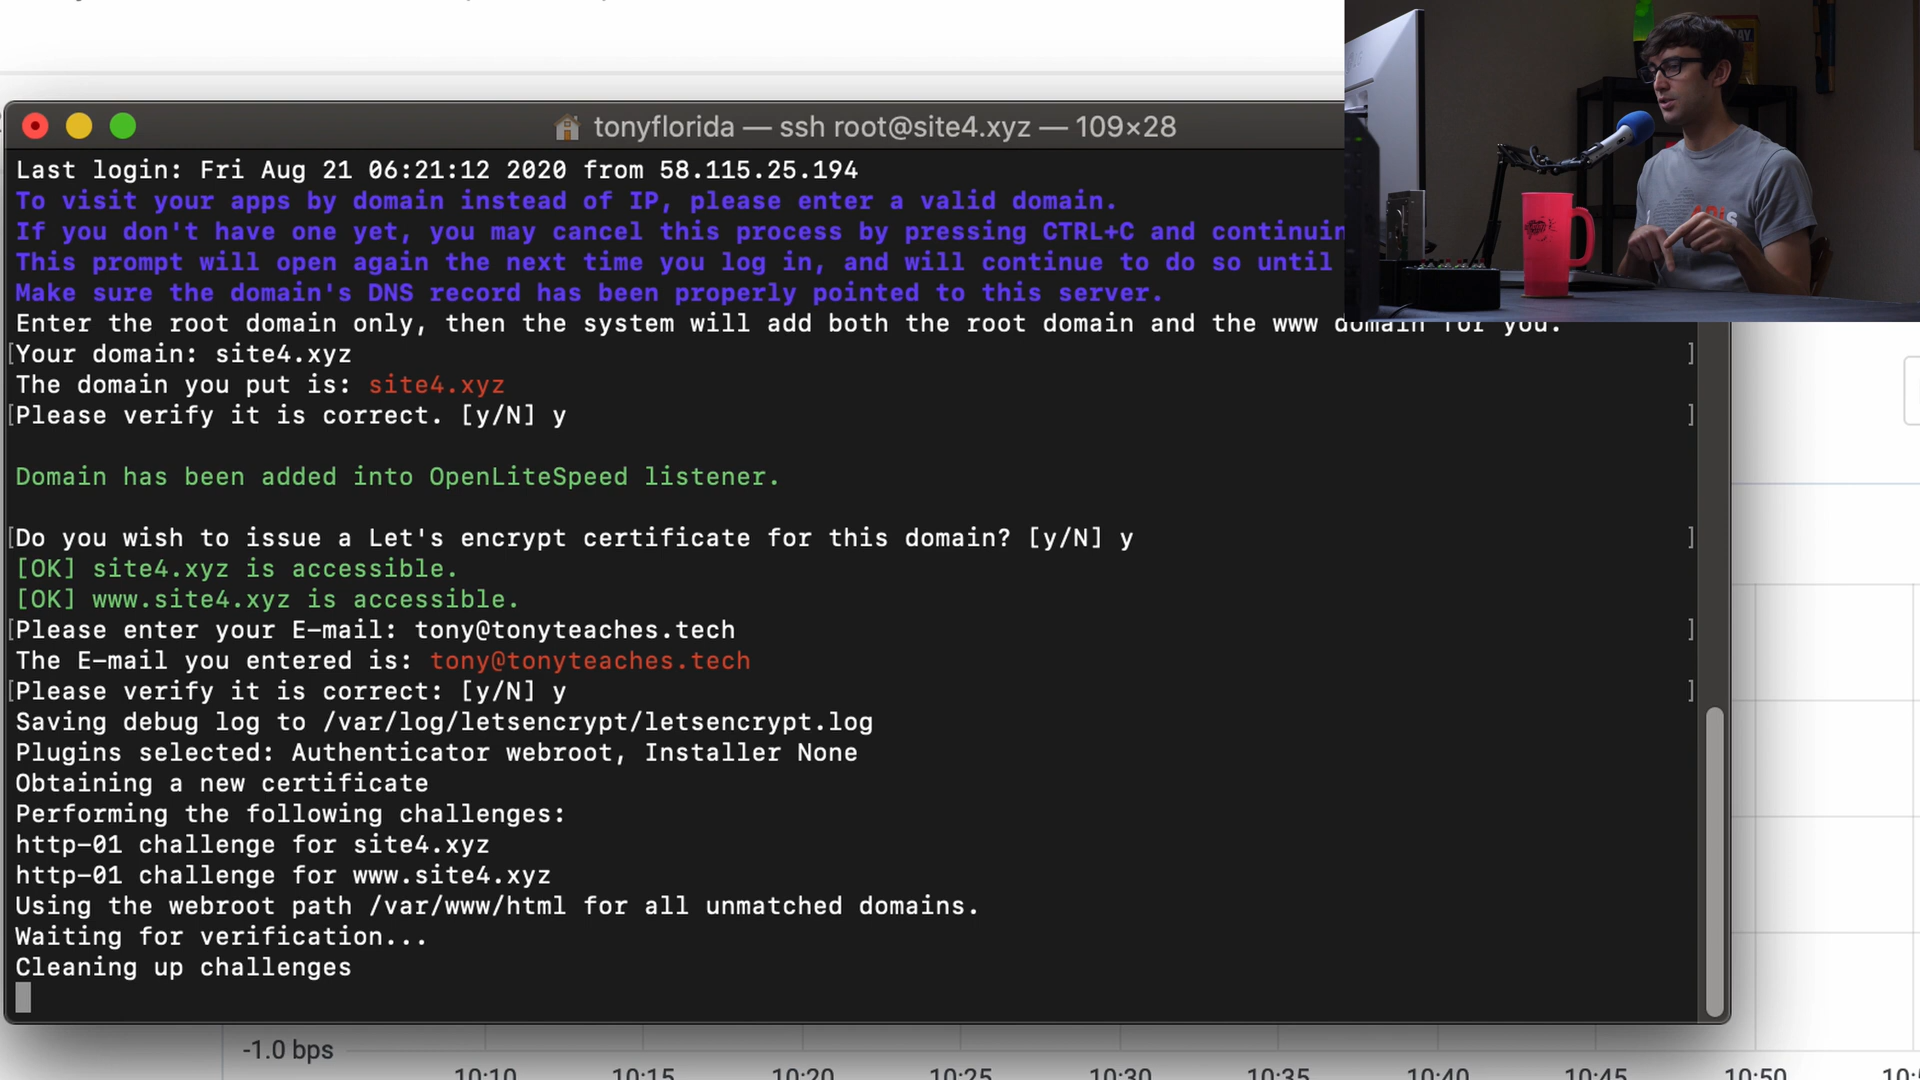 tonyflorida — ssh root@site4.xyz — 109×28
Last login: Fri Aug 21 06:21:12 2020 from 58.115.25.194
To visit your apps by domain instead of IP, please enter a valid domain.
If you don't have one yet, you may cancel this process by pressing CTRL+C and continuin
This prompt will open again the next time you log in, and will continue to do so until
Make sure the domain's DNS record has been properly pointed to this server.
Enter the root domain only, then the system will add both the root domain and the www domain for you.
[Your domain: site4.xyz ]
The domain you put is: site4.xyz
[Please verify it is correct. [y/N] y ]
Domain has been added into OpenLiteSpeed listener.
[Do you wish to issue a Let's encrypt certificate for this domain? [y/N] y ]
[OK] site4.xyz is accessible.
[OK] www.site4.xyz is accessible.
[Please enter your E-mail: tony@tonyteaches.tech ]
The E-mail you entered is: tony@tonyteaches.tech
[Please verify it is correct: [y/N] y ]
Saving debug log to /var/log/letsencrypt/letsencrypt.log
Plugins selected: Authenticator webroot, Installer None
Obtaining a new certificate
Performing the following challenges:
http-01 challenge for site4.xyz
http-01 challenge for www.site4.xyz
Using the webroot path /var/www/html for all unmatched domains.
Waiting for verification...
Cleaning up challenges
-1.0 bps
10:10 10:15 10:20 10:25 10:30 10:35 10:40 10:45 10:50